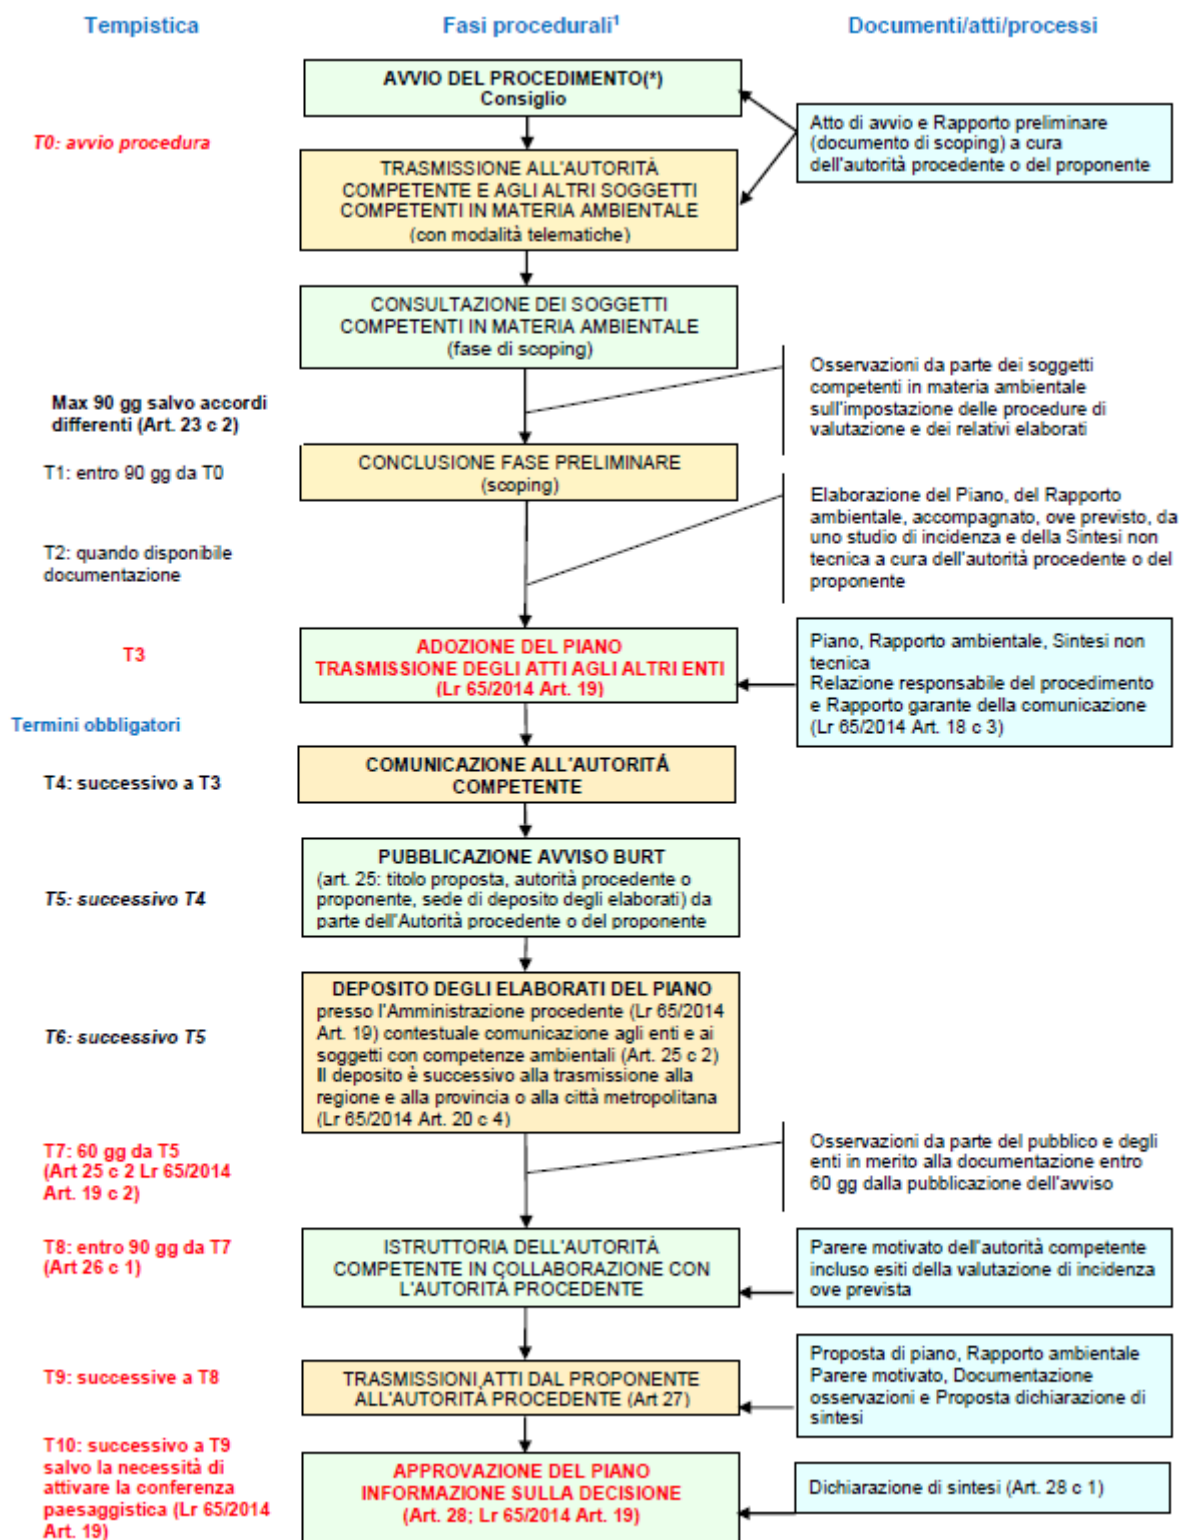 Tempistica
Fasi procedurali¹
Documenti/atti/processi
AVVIO DEL PROCEDIMENTO(*)
Consiglio
T0: avvio procedura
Atto di avvio e Rapporto preliminare
(documento di scoping) a cura
dell'autorità procedente o del proponente
TRASMISSIONE ALL'AUTORITÀ
COMPETENTE E AGLI ALTRI SOGGETTI
COMPETENTI IN MATERIA AMBIENTALE
(con modalità telematiche)
CONSULTAZIONE DEI SOGGETTI
COMPETENTI IN MATERIA AMBIENTALE
(fase di scoping)
Osservazioni da parte dei soggetti
competenti in materia ambientale
sull'impostazione delle procedure di
valutazione e dei relativi elaborati
Max 90 gg salvo accordi
differenti (Art. 23 c 2)
T1: entro 90 gg da T0
CONCLUSIONE FASE PRELIMINARE
(scoping)
Elaborazione del Piano, del Rapporto
ambientale, accompagnato, ove previsto, da
uno studio di incidenza e della Sintesi non
tecnica a cura dell'autorità procedente o del
proponente
T2: quando disponibile
documentazione
T3
ADOZIONE DEL PIANO
TRASMISSIONE DEGLI ATTI AGLI ALTRI ENTI
(Lr 65/2014 Art. 19)
Piano, Rapporto ambientale, Sintesi non
tecnica
Relazione responsabile del procedimento
e Rapporto garante della comunicazione
(Lr 65/2014 Art. 18 c 3)
Termini obbligatori
T4: successivo a T3
COMUNICAZIONE ALL'AUTORITÁ
COMPETENTE
T5: successivo T4
PUBBLICAZIONE AVVISO BURT
(art. 25: titolo proposta, autorità procedente o
proponente, sede di deposito degli elaborati) da
parte dell'Autorità procedente o del proponente
T6: successivo T5
DEPOSITO DEGLI ELABORATI DEL PIANO
presso l'Amministrazione procedente (Lr 65/2014
Art. 19) contestuale comunicazione agli enti e ai
soggetti con competenze ambientali (Art. 25 c 2)
Il deposito è successivo alla trasmissione alla
regione e alla provincia o alla città metropolitana
(Lr 65/2014 Art. 20 c 4)
T7: 60 gg da T5
(Art 25 c 2 Lr 65/2014
Art. 19 c 2)
Osservazioni da parte del pubblico e degli
enti in merito alla documentazione entro
60 gg dalla pubblicazione dell'avviso
T8: entro 90 gg da T7
(Art 26 c 1)
ISTRUTTORIA DELL'AUTORITÀ
COMPETENTE IN COLLABORAZIONE CON
L'AUTORITÀ PROCEDENTE
Parere motivato dell'autorità competente
incluso esiti della valutazione di incidenza
ove prevista
T9: successive a T8
TRASMISSIONI ATTI DAL PROPONENTE
ALL'AUTORITÀ PROCEDENTE (Art 27)
Proposta di piano, Rapporto ambientale
Parere motivato, Documentazione
osservazioni e Proposta dichiarazione di
sintesi
T10: successivo a T9
salvo la necessità di
attivare la conferenza
paesaggistica (Lr 65/2014
Art. 19)
APPROVAZIONE DEL PIANO
INFORMAZIONE SULLA DECISIONE
(Art. 28; Lr 65/2014 Art. 19)
Dichiarazione di sintesi (Art. 28 c 1)